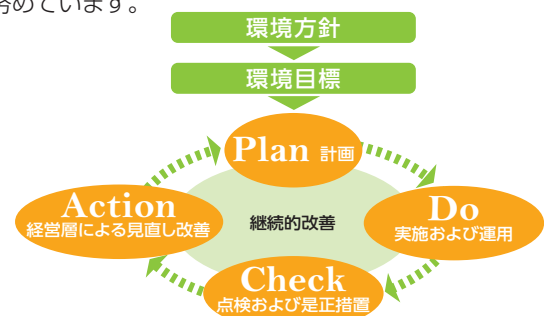 努めています。
環境方針
環境目標
Plan 計画
Action
経営層による見直し改善
継続的改善
Do
実施および運用
Check
点検および是正措置